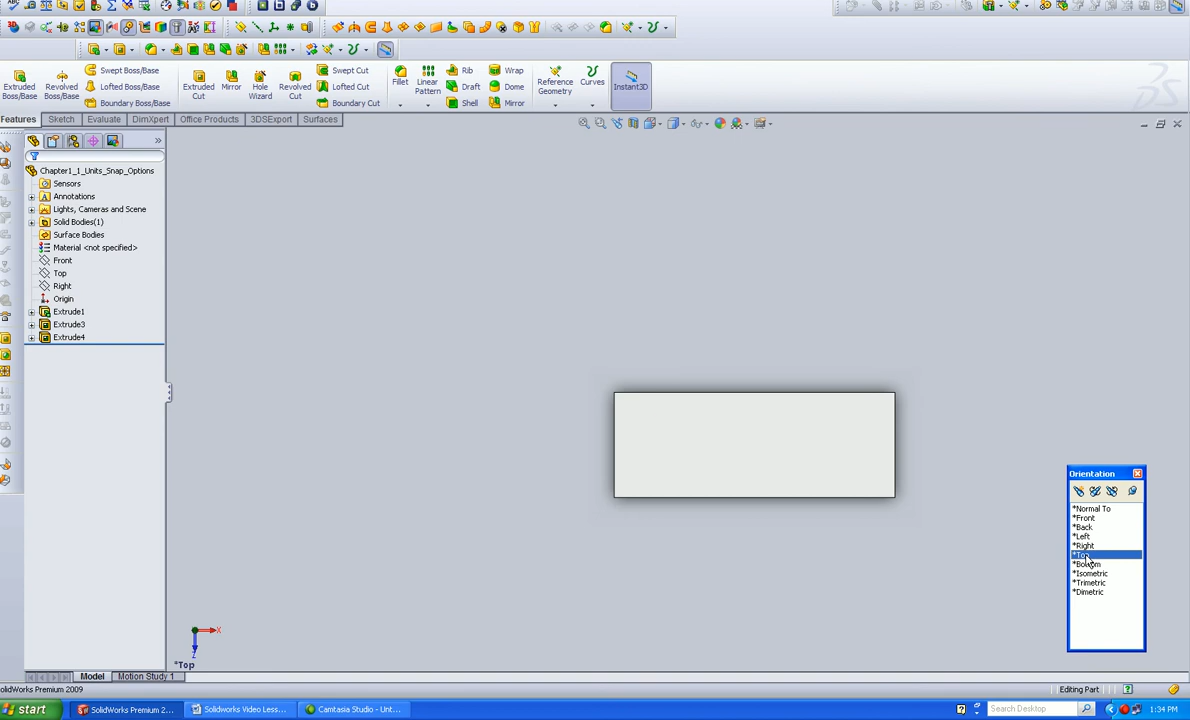 Extruded Boss/Base
Revolved Boss/Base
Swept Boss/Base
Lofted Boss/Base
Boundary Boss/Base
Extruded Cut
Mirror
Hole Wizard
Revolved Cut
Swept Cut
Lofted Cut
Boundary Cut
Fillet
Linear Pattern
Rib
Draft
Shell
Wrap
Dome
Mirror
Reference Geometry
Curves
Instant3D
Features Sketch Evaluate DimXpert Office Products 3DSExport Surfaces
Chapter1_1_Units_Snap_Options
Sensors
Annotations
Lights, Cameras and Scene
Solid Bodies(1)
Surface Bodies
Material <not specified>
Front
Top
Right
Origin
Extrude1
Extrude3
Extrude4
Orientation
*Normal To
*Front
*Back
*Left
*Right
*Top
*Bottom
*Isometric
*Trimetric
*Dimetric
X
Z
*Top
Model Motion Study 1
olidWorks Premium 2009
Editing Part
start
SolidWorks Premium 2...
Solidworks Video Less...
Camtasia Studio - Unt...
Search Desktop
1:34 PM